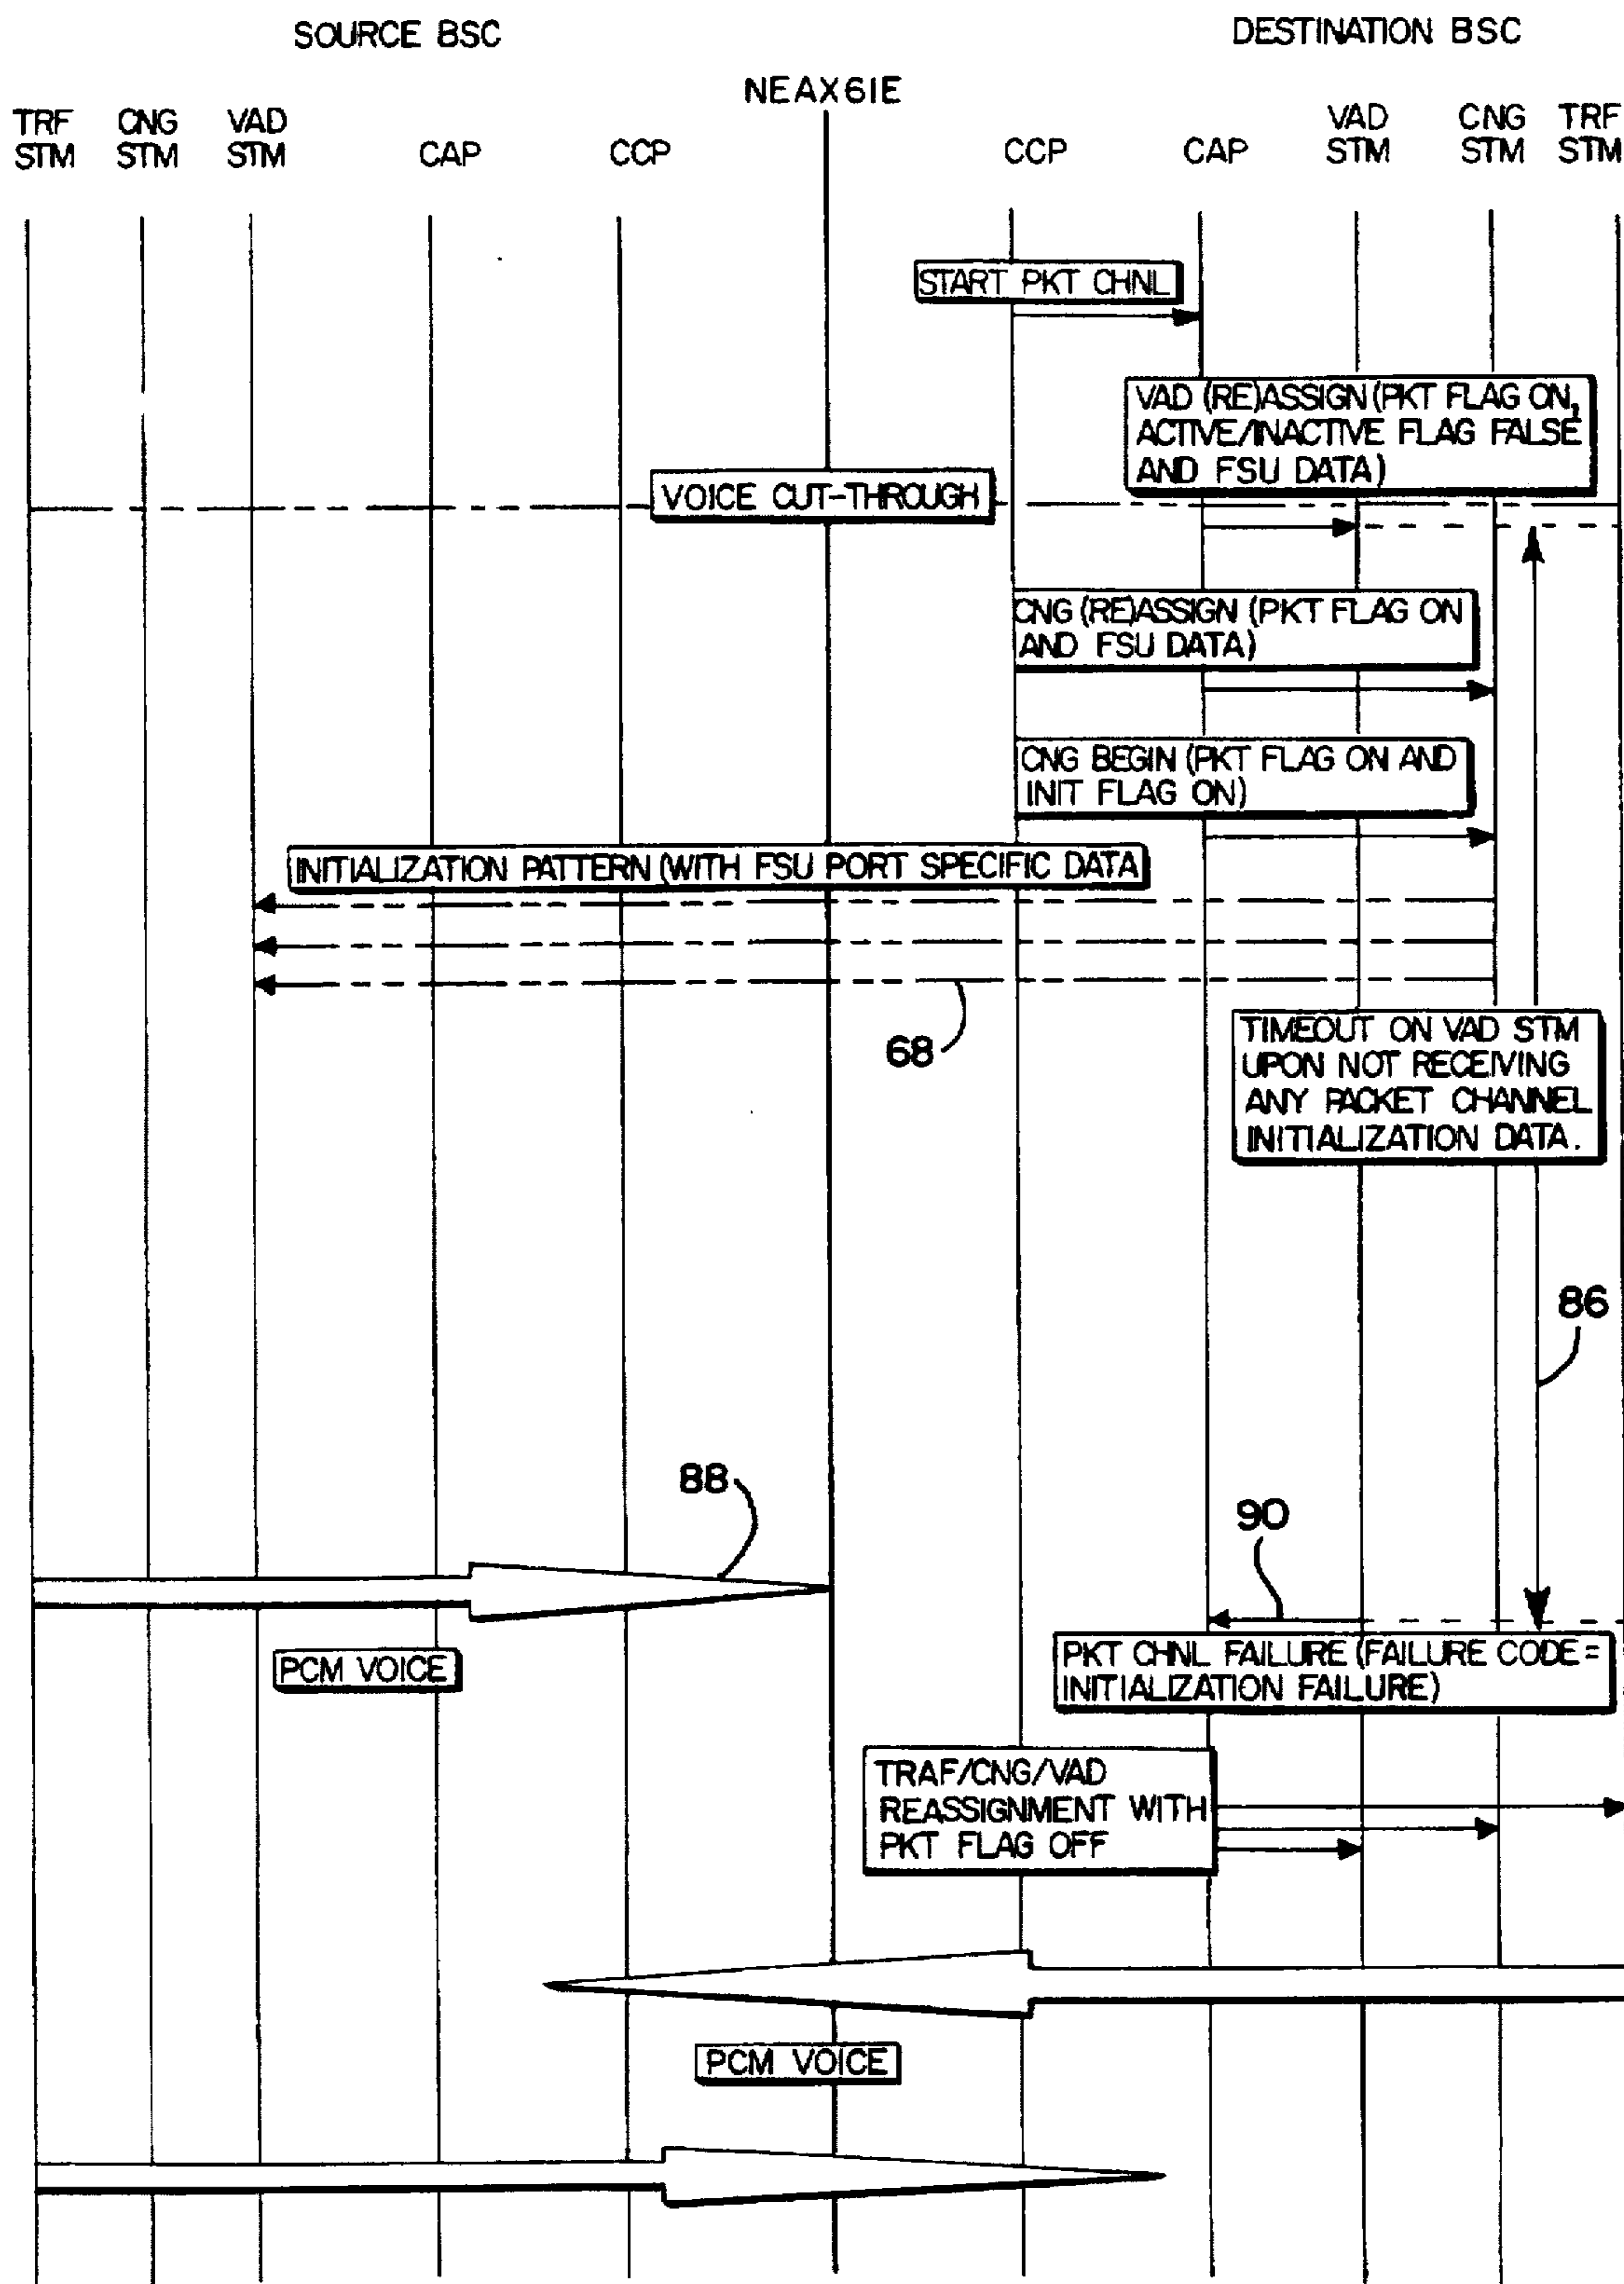 SOURCE BSC
DESTINATION BSC
NEAX61E
TRF STM
CNG STM
VAD STM
CAP
CCP
CCP
CAP
VAD STM
CNG STM
TRF STM
START PKT CHNL
VAD (RE)ASSIGN (PKT FLAG ON,
ACTIVE/INACTIVE FLAG FALSE
AND FSU DATA)
VOICE CUT-THROUGH
CNG (RE)ASSIGN (PKT FLAG ON
AND FSU DATA)
CNG BEGIN (PKT FLAG ON AND
INIT FLAG ON)
INITIALIZATION PATTERN (WITH FSU PORT SPECIFIC DATA
68
TIMEOUT ON VAD STM
UPON NOT RECEIVING
ANY PACKET CHANNEL
INITIALIZATION DATA.
86
88
90
PCM VOICE
PKT CHNL FAILURE (FAILURE CODE =
INITIALIZATION FAILURE)
TRAF/CNG/VAD
REASSIGNMENT WITH
PKT FLAG OFF
PCM VOICE